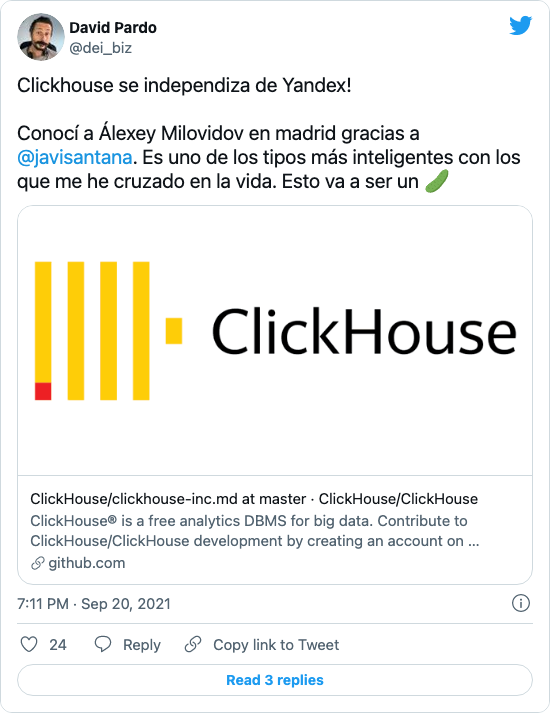 David Pardo
@dei_biz
Clickhouse se independiza de Yandex!
Conocí a Álexey Milovidov en madrid gracias a
@javisantana. Es uno de los tipos más inteligentes con los
que me he cruzado en la vida. Esto va a ser un 🥒
ClickHouse
ClickHouse/clickhouse-inc.md at master · ClickHouse/ClickHouse
ClickHouse® is a free analytics DBMS for big data. Contribute to
ClickHouse/ClickHouse development by creating an account on ...
github.com
7:11 PM · Sep 20, 2021
24 Reply Copy link to Tweet
Read 3 replies